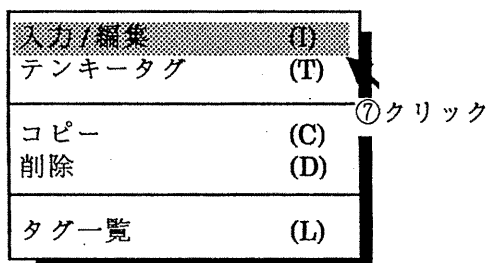 入力/編集 (I)
テンキータグ (T)
⑦クリック
コピー (C)
削除 (D)
タグ一覧 (L)